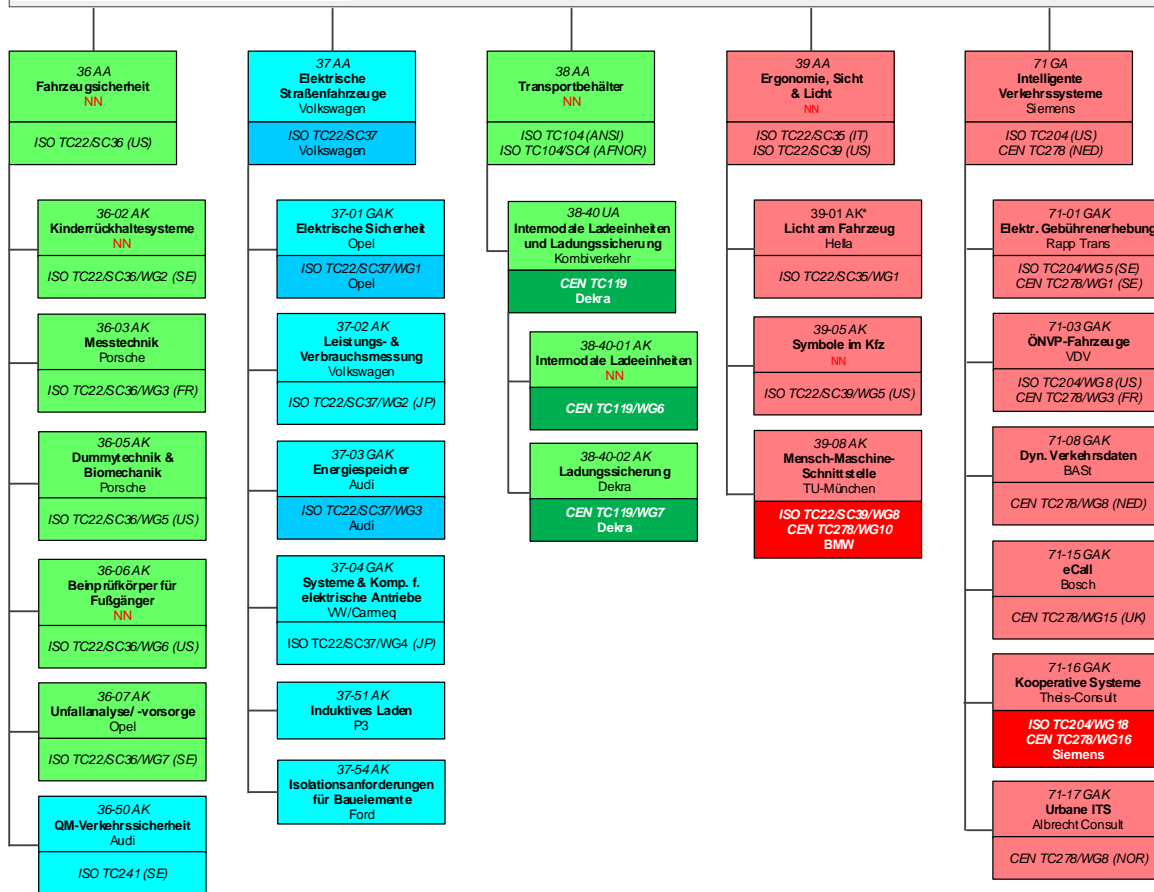 36 AA
Fahrzeugsicherheit
NN
ISO TC22/SC36 (US)
36-02 AK
Kinderrückhaltesysteme
NN
ISO TC22/SC36/WG2 (SE)
36-03 AK
Messtechnik
Porsche
ISO TC22/SC36/WG3 (FR)
36-05 AK
Dummytechnik &
Biomechanik
Porsche
ISO TC22/SC36/WG5 (US)
36-06 AK
Beinprüfkörper für
Fußgänger
NN
ISO TC22/SC36/WG6 (US)
36-07 AK
Unfallanalyse/ -vorsorge
Opel
ISO TC22/SC36/WG7 (SE)
36-50 AK
QM-Verkehrssicherheit
Audi
ISO TC241 (SE)
37 AA
Elektrische
Straßenfahrzeuge
Volkswagen
ISO TC22/SC37
Volkswagen
37-01 GAK
Elektrische Sicherheit
Opel
ISO TC22/SC37/WG1
Opel
37-02 AK
Leistungs- &
Verbrauchsmessung
Volkswagen
ISO TC22/SC37/WG2 (JP)
37-03 GAK
Energiespeicher
Audi
ISO TC22/SC37/WG3
Audi
37-04 GAK
Systeme & Komp. f.
elektrische Antriebe
VW/Carmeq
ISO TC22/SC37/WG4 (JP)
37-51 AK
Induktives Laden
P3
37-54 AK
Isolationsanforderungen
für Bauelemente
Ford
38 AA
Transportbehälter
NN
ISO TC104 (ANSI)
ISO TC104/SC4 (AFNOR)
38-40 UA
Intermodale Ladeeinheiten
und Ladungssicherung
Kombiverkehr
CEN TC119
Dekra
38-40-01 AK
Intermodale Ladeeinheiten
NN
CEN TC119/WG6
38-40-02 AK
Ladungssicherung
Dekra
CEN TC119/WG7
Dekra
39 AA
Ergonomie, Sicht
& Licht
NN
ISO TC22/SC35 (IT)
ISO TC22/SC39 (US)
39-01 AK*
Licht am Fahrzeug
Hella
ISO TC22/SC35/WG1
39-05 AK
Symbole im Kfz
NN
ISO TC22/SC39/WG5 (US)
39-08 AK
Mensch-Maschine-
Schnittstelle
TU-München
ISO TC22/SC39/WG8
CEN TC278/WG10
BMW
71 GA
Intelligente
Verkehrssysteme
Siemens
ISO TC204 (US)
CEN TC278 (NED)
71-01 GAK
Elektr. Gebührenerhebung
Rapp Trans
ISO TC204/WG5 (SE)
CEN TC278/WG1 (SE)
71-03 GAK
ÖNVP-Fahrzeuge
VDV
ISO TC204/WG8 (US)
CEN TC278/WG3 (FR)
71-08 GAK
Dyn. Verkehrsdaten
BASt
CEN TC278/WG8 (NED)
71-15 GAK
eCall
Bosch
CEN TC278/WG15 (UK)
71-16 GAK
Kooperative Systeme
Theis-Consult
ISO TC204/WG18
CEN TC278/WG16
Siemens
71-17 GAK
Urbane ITS
Albrecht Consult
CEN TC278/WG8 (NOR)